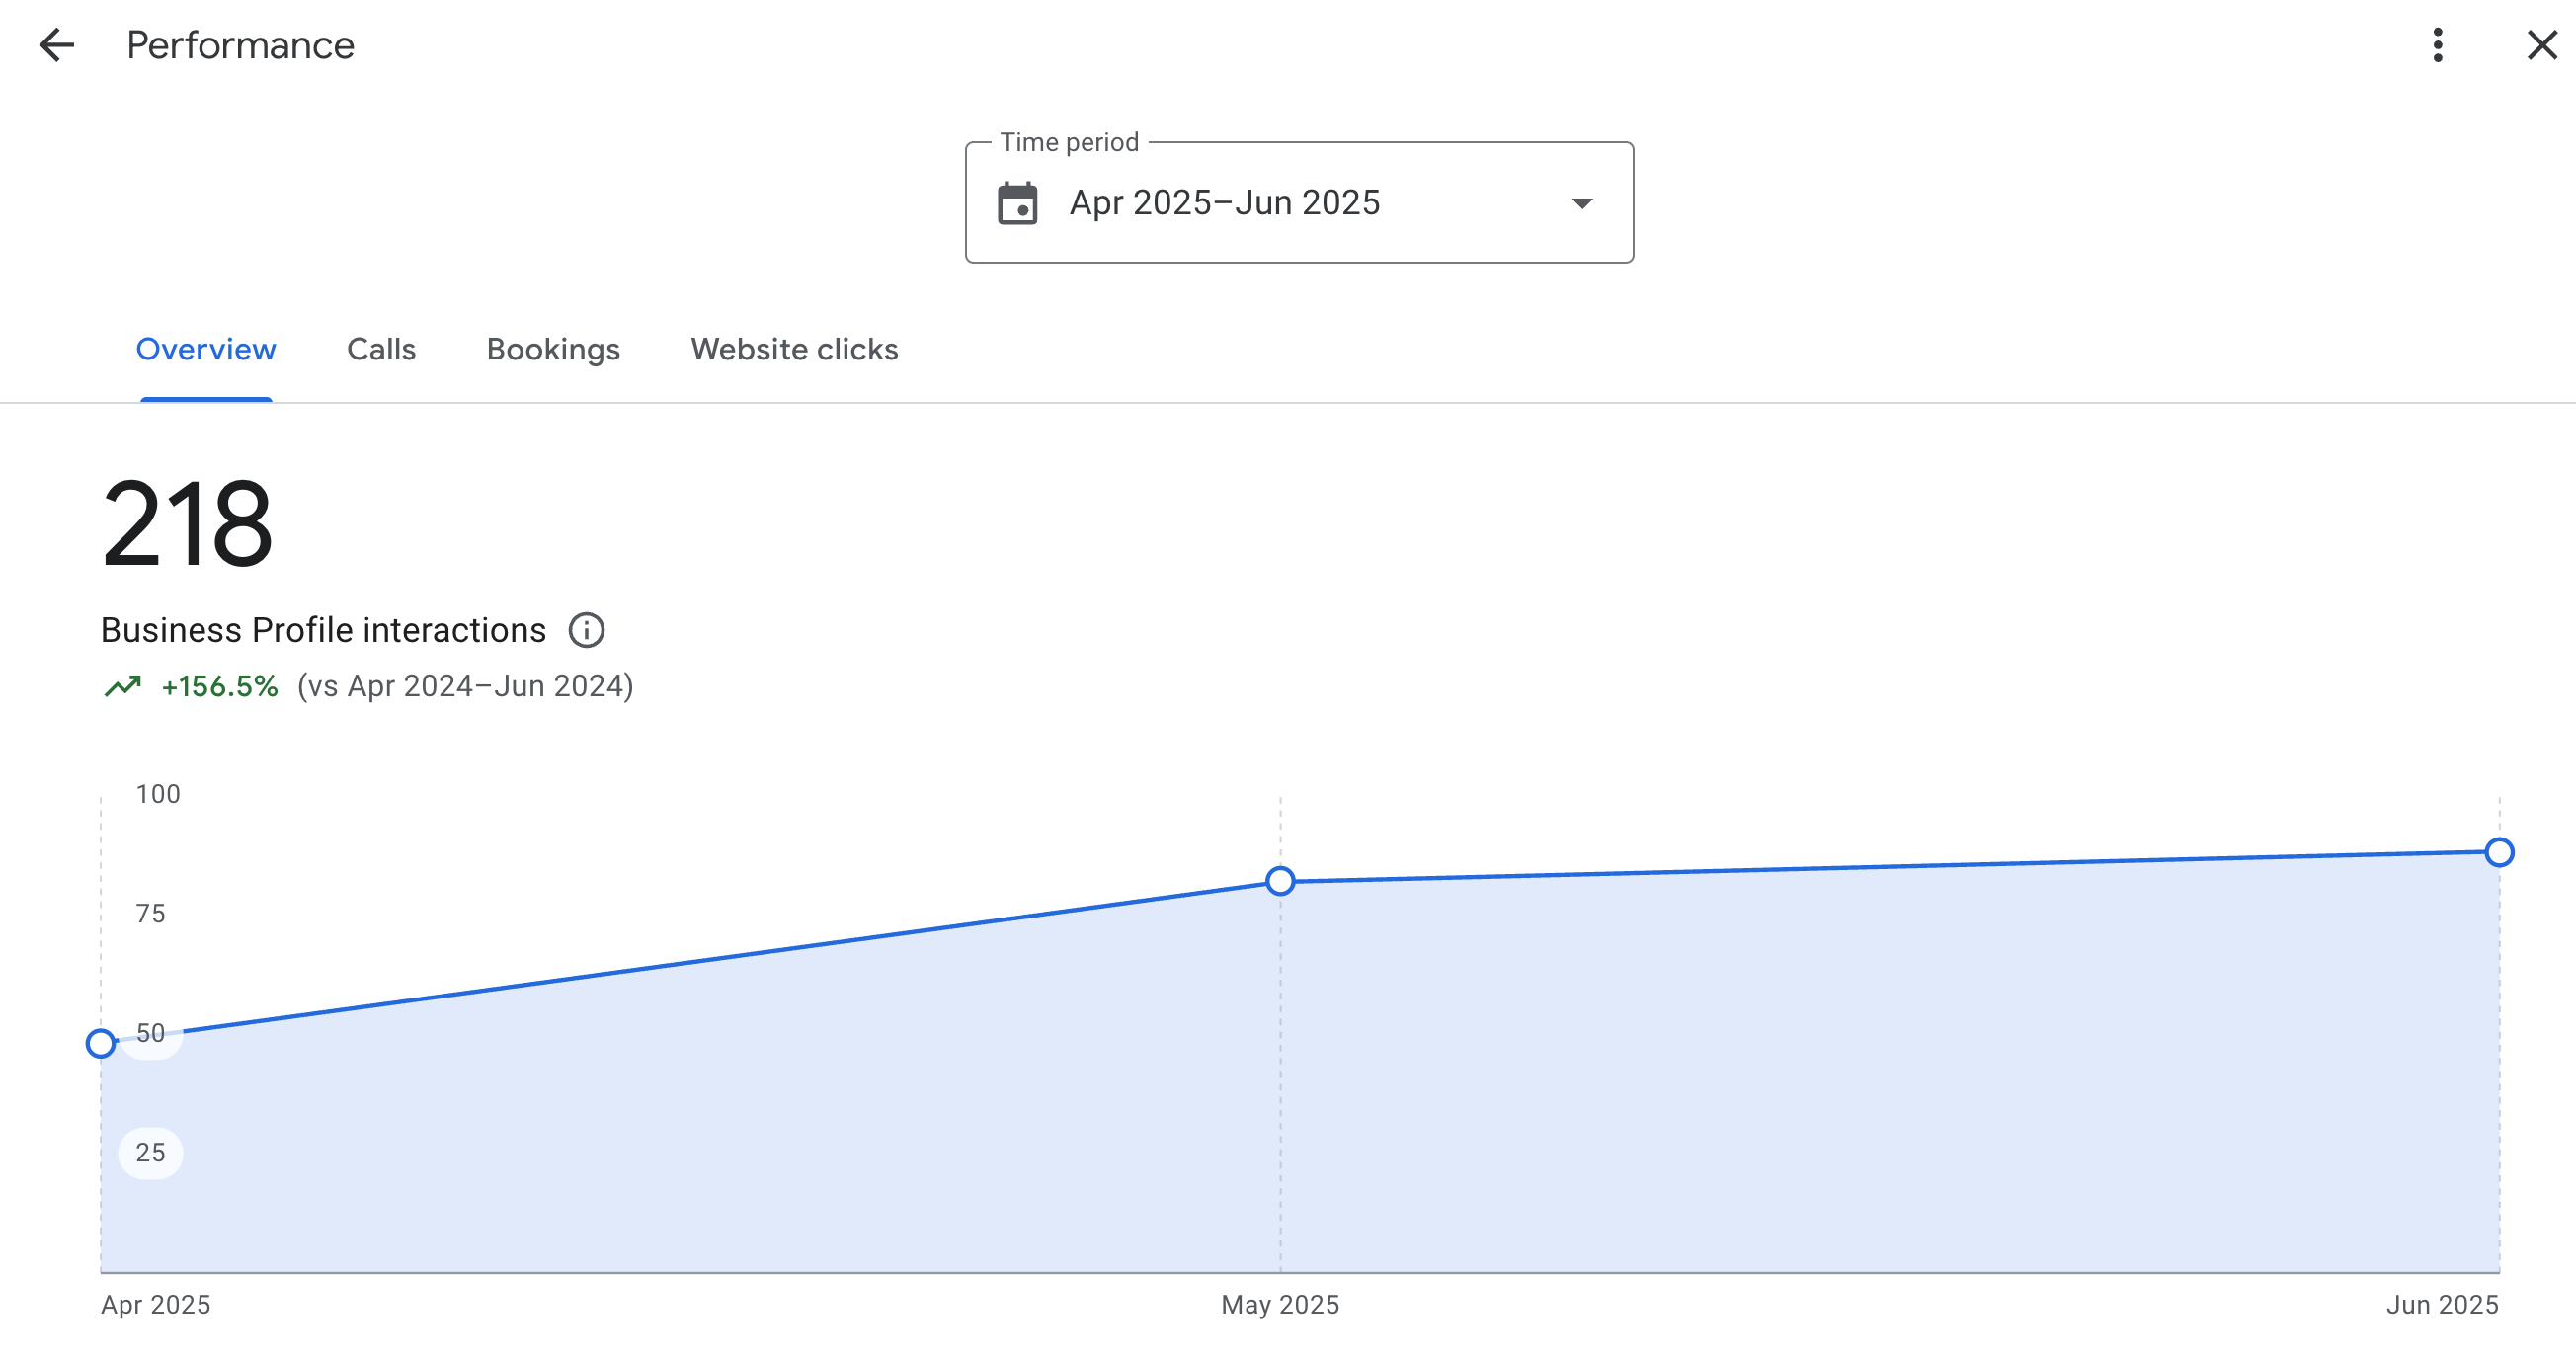 Performance
Time period
Apr 2025–Jun 2025
Overview Calls Bookings Website clicks
218
Business Profile interactions
+156.5% (vs Apr 2024–Jun 2024)
100
75
50
25
Apr 2025 May 2025 Jun 2025